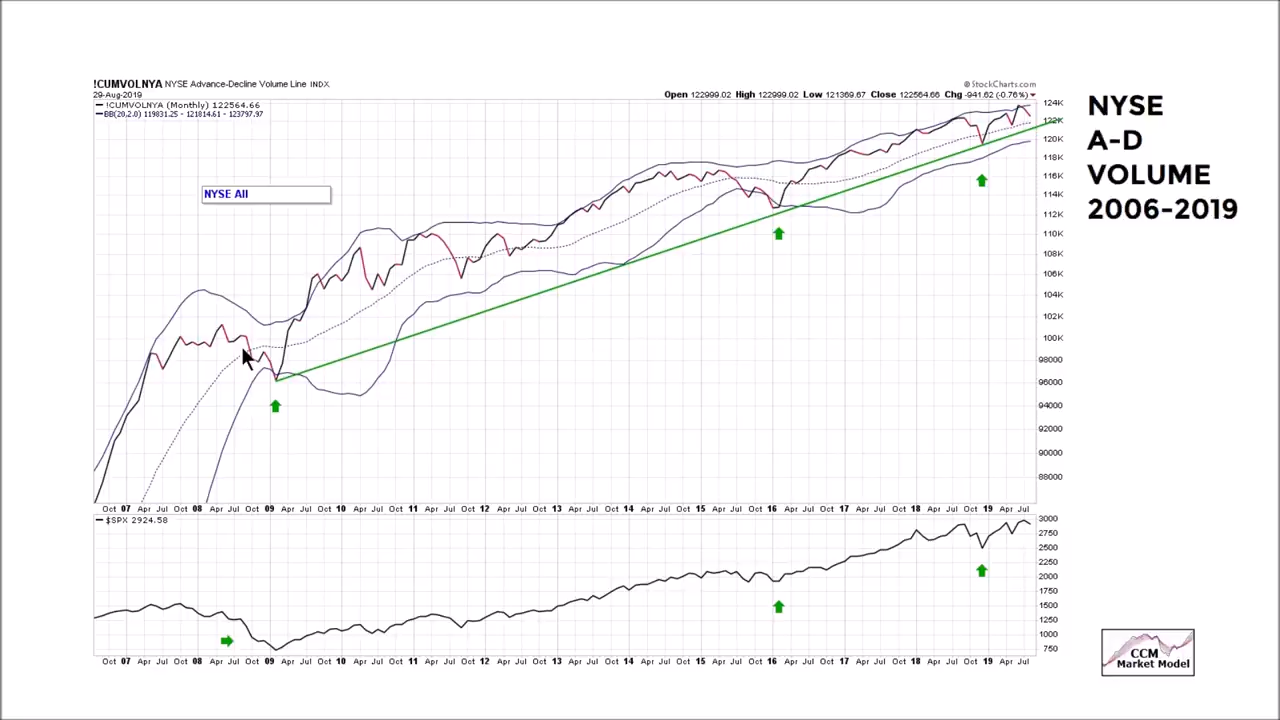 !CUMVOLNYA NYSE Advance-Decline Volume Line INDX
© StockCharts.com
29-Aug-2019
Open 122999.02 High 122999.02 Low 121369.67 Close 122564.66 Chg -941.62 (-0.76%)
!CUMVOLNYA (Monthly) 122564.66
BB(20,2.0) 119831.25 - 121814.61 - 123797.97
NYSE All
124K
122K
120K
118K
116K
114K
112K
110K
108K
106K
104K
102K
100K
98000
96000
94000
92000
90000
88000
Oct 07 Apr Jul Oct 08 Apr Jul Oct 09 Apr Jul Oct 10 Apr Jul Oct 11 Apr Jul Oct 12 Apr Jul Oct 13 Apr Jul Oct 14 Apr Jul Oct 15 Apr Jul Oct 16 Apr Jul Oct 17 Apr Jul Oct 18 Apr Jul Oct 19 Apr Jul
$SPX 2924.58
3000
2750
2500
2250
2000
1750
1500
1250
1000
750
Oct 07 Apr Jul Oct 08 Apr Jul Oct 09 Apr Jul Oct 10 Apr Jul Oct 11 Apr Jul Oct 12 Apr Jul Oct 13 Apr Jul Oct 14 Apr Jul Oct 15 Apr Jul Oct 16 Apr Jul Oct 17 Apr Jul Oct 18 Apr Jul Oct 19 Apr Jul
NYSE
A-D
VOLUME
2006-2019
CCM
Market Model